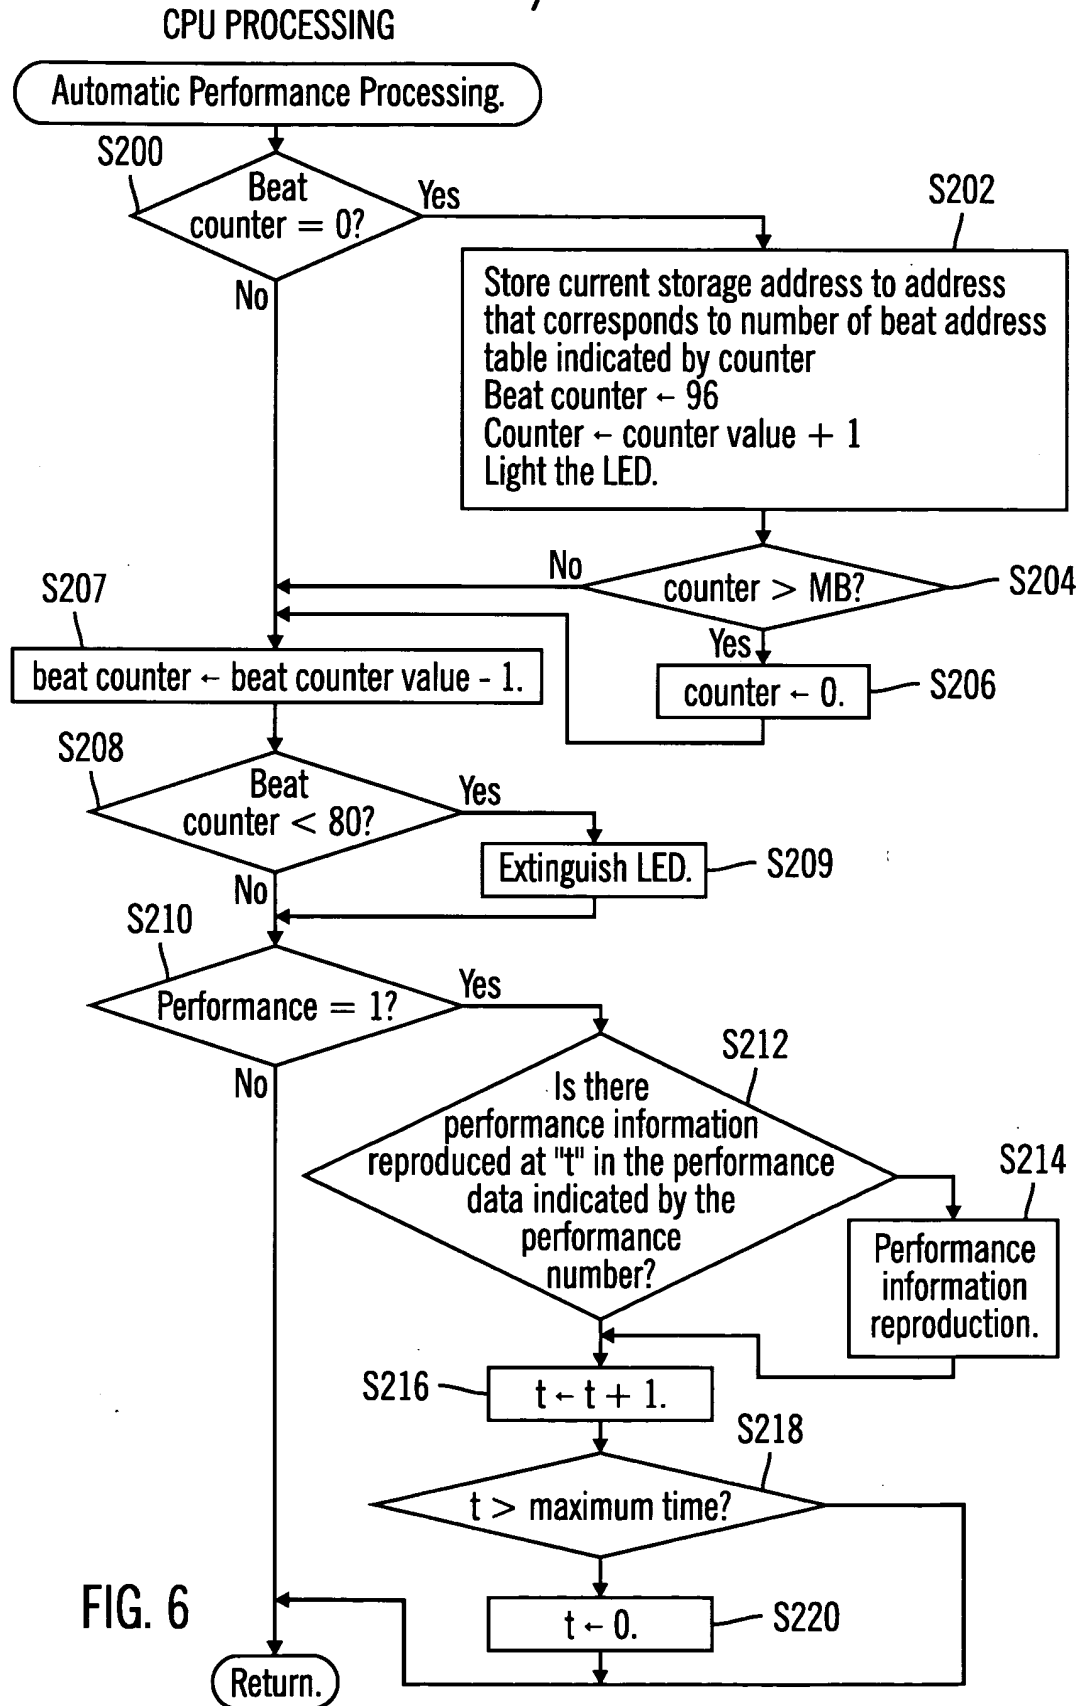 CPU PROCESSING
Automatic Performance Processing.
S200
Beat
counter = 0?
Yes
No
S202
Store current storage address to address
that corresponds to number of beat address
table indicated by counter
Beat counter ← 96
Counter ← counter value + 1
Light the LED.
No
counter > MB?
S204
Yes
S207
beat counter ← beat counter value - 1.
counter ← 0.
S206
S208
Beat
counter < 80?
Yes
No
Extinguish LED.
S209
S210
Performance = 1?
Yes
No
S212
Is there
performance information
reproduced at "t" in the performance
data indicated by the
performance
number?
S214
Performance
information
reproduction.
S216
t ← t + 1.
S218
t > maximum time?
t ← 0.
S220
FIG. 6
Return.